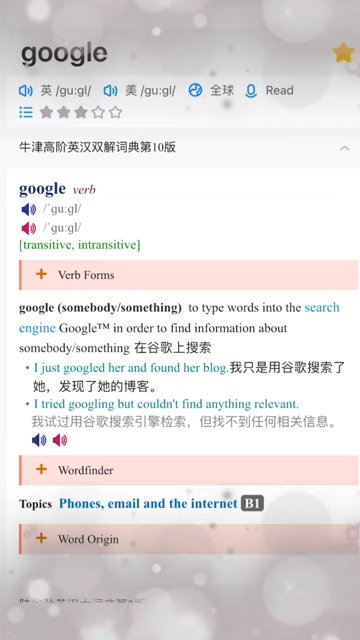 google
英 /guːgl/ 美 /guːgl/ 全球 Read
牛津高阶英汉双解词典第10版
google verb
/ˈɡuːɡl/
/ˈɡuːɡl/
[transitive, intransitive]
+ Verb Forms
google (somebody/something) to type words into the search
engine Google™ in order to find information about
somebody/something 在谷歌上搜索
• I just googled her and found her blog.我只是用谷歌搜索了
她，发现了她的博客。
• I tried googling but couldn't find anything relevant.
我试过用谷歌搜索引擎检索，但找不到任何相关信息。
+ Wordfinder
Topics Phones, email and the internet B1
+ Word Origin